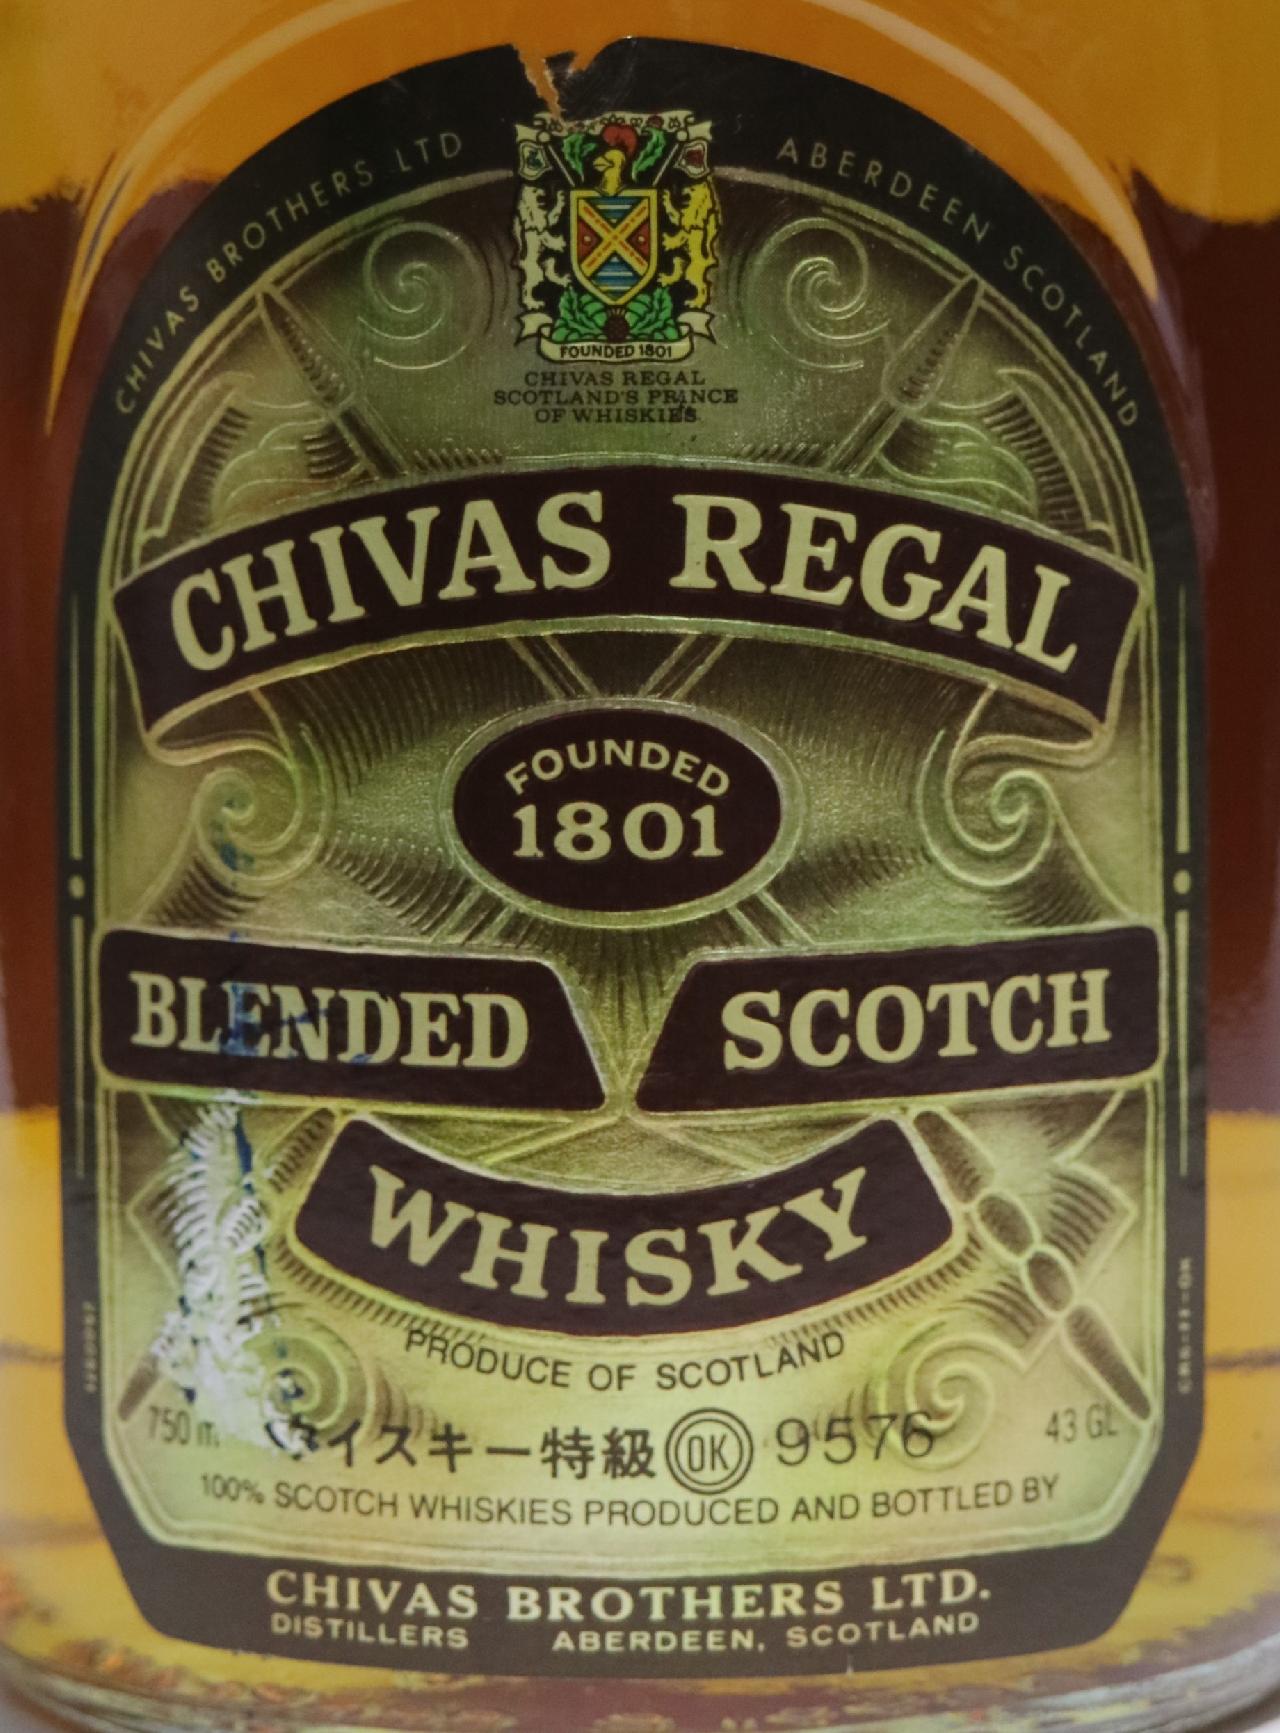 CHIVAS BROTHERS LTD ABERDEEN SCOTLAND
FOUNDED 1801
CHIVAS REGAL
SCOTLAND'S PRINCE
OF WHISKIES
CHIVAS REGAL
FOUNDED
1801
BLENDED SCOTCH
WHISKY
PRODUCE OF SCOTLAND
750 m ウイスキー特級 OK 9576 43 GL
100% SCOTCH WHISKIES PRODUCED AND BOTTLED BY
CHIVAS BROTHERS LTD.
DISTILLERS ABERDEEN, SCOTLAND